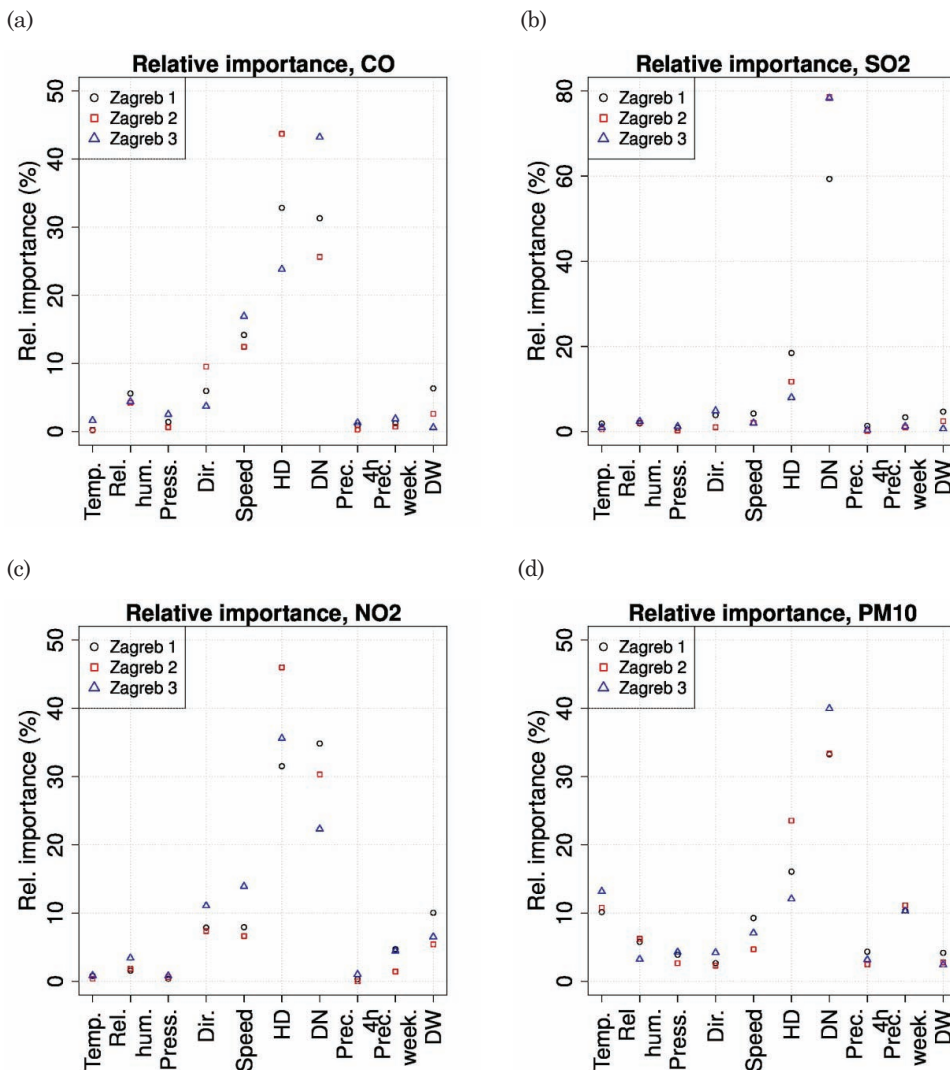 (a)
Relative importance, CO
Zagreb 1
Zagreb 2
Zagreb 3
Rel. importance (%)
50
40
30
20
10
0
Temp.
Rel.
hum.
Press.
Dir.
Speed
HD
DN
Prec.
4h
Prec.
week.
DW
(b)
Relative importance, SO2
Zagreb 1
Zagreb 2
Zagreb 3
Rel. importance (%)
80
60
40
20
0
Temp.
Rel
hum.
Press.
Dir.
Speed
HD
DN
Prec.
4h
Prec.
week.
DW
(c)
Relative importance, NO2
Zagreb 1
Zagreb 2
Zagreb 3
Rel. importance (%)
50
40
30
20
10
0
Temp.
Rel.
hum.
Press.
Dir.
Speed
HD
DN
Prec.
4h
Prec.
week.
DW
(d)
Relative importance, PM10
Zagreb 1
Zagreb 2
Zagreb 3
Rel. importance (%)
50
40
30
20
10
0
Temp.
Rel
hum.
Press.
Dir.
Speed
HD
DN
Prec.
4h
Prec.
week.
DW